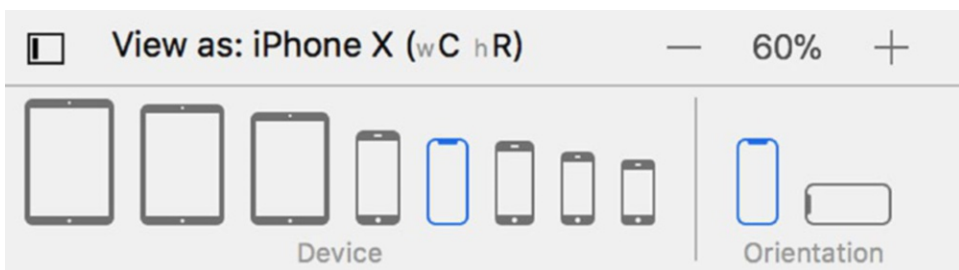 View as: iPhone X (wC hR) — 60% +
Device Orientation